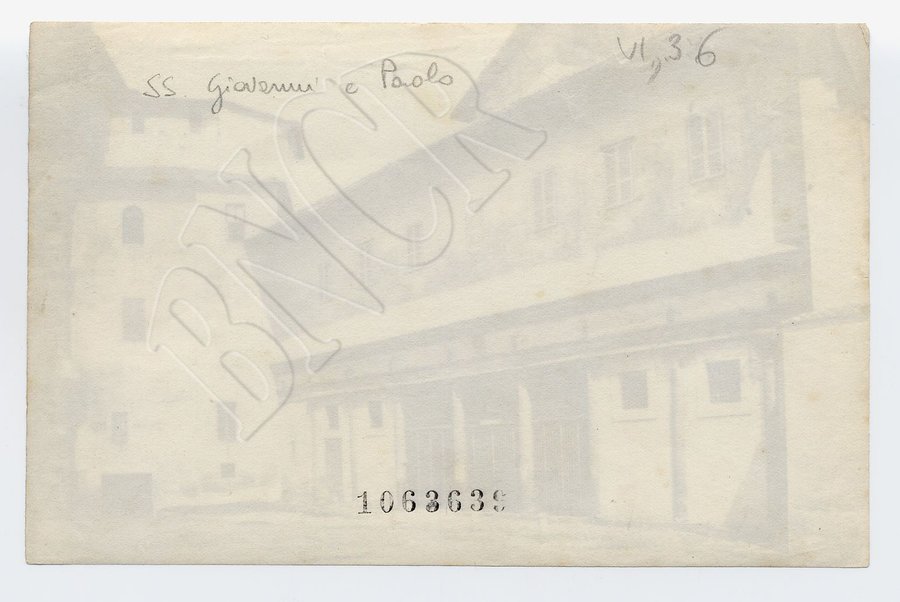 VI, 36
SS. Giovanni e Paolo
BNCR
1063639